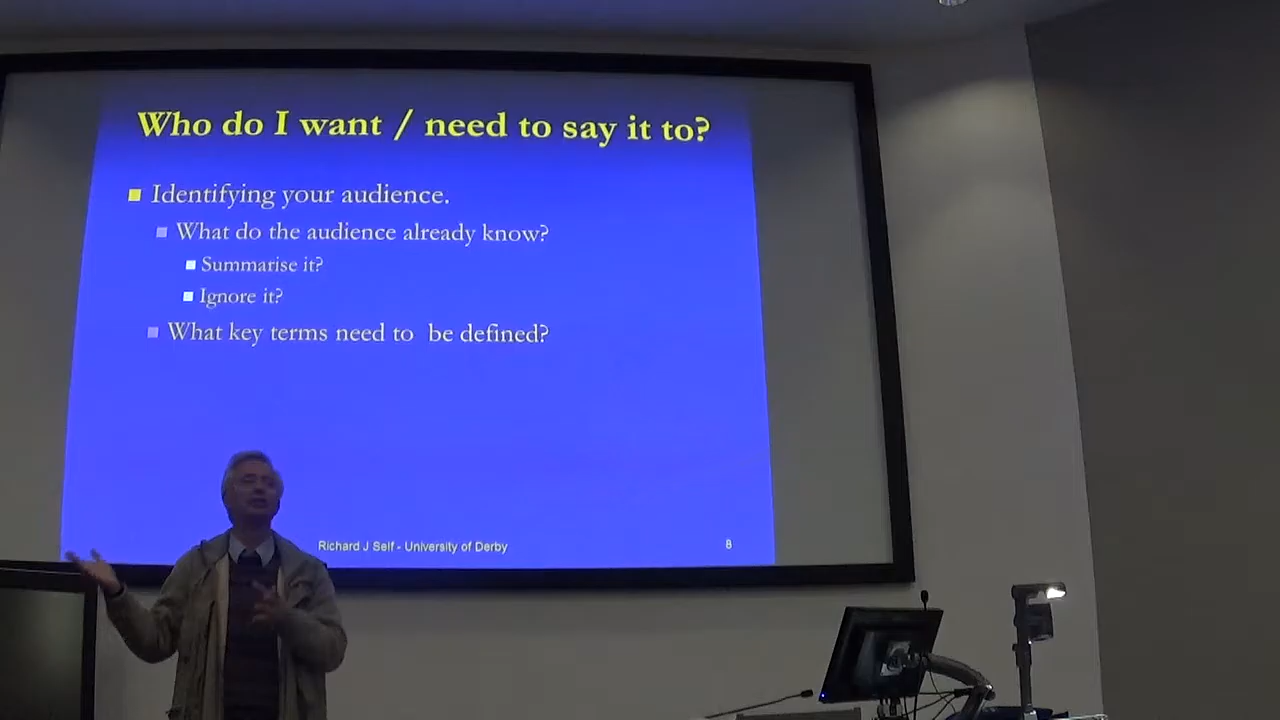 Who do I want / need to say it to?
Identifying your audience.
What do the audience already know?
Summarise it?
Ignore it?
What key terms need to be defined?
Richard J Self - University of Derby
8